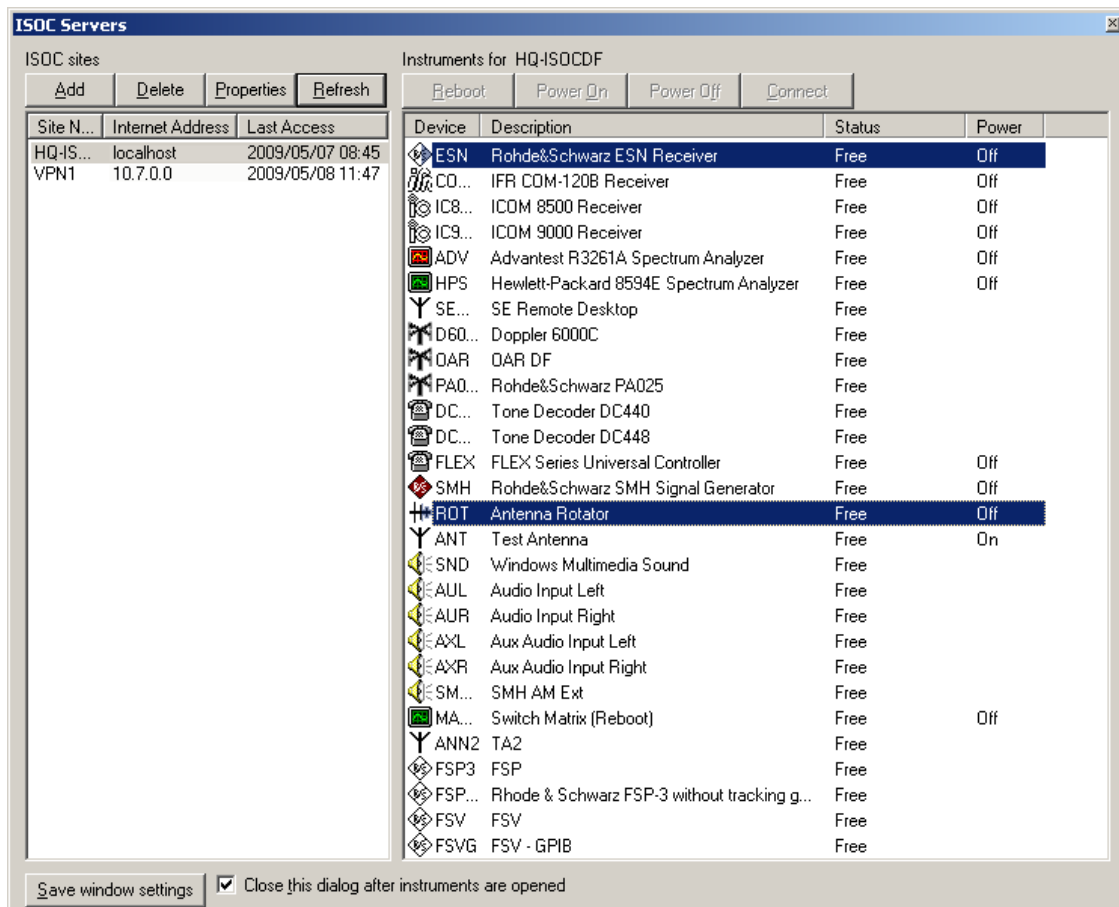 ISOC Servers
ISOC sites
Add Delete Properties Refresh
Site N... Internet Address Last Access
HQ-IS... localhost 2009/05/07 08:45
VPN1 10.7.0.0 2009/05/08 11:47
Instruments for HQ-ISOCDF
Reboot Power On Power Off Connect
Device Description Status Power
ESN Rohde&Schwarz ESN Receiver Free Off
CO... IFR COM-120B Receiver Free Off
IC8... ICOM 8500 Receiver Free Off
IC9... ICOM 9000 Receiver Free Off
ADV Advantest R3261A Spectrum Analyzer Free Off
HPS Hewlett-Packard 8594E Spectrum Analyzer Free Off
SE... SE Remote Desktop Free
D60... Doppler 6000C Free
OAR OAR DF Free
PA0... Rohde&Schwarz PA025 Free
DC... Tone Decoder DC440 Free
DC... Tone Decoder DC448 Free
FLEX FLEX Series Universal Controller Free Off
SMH Rohde&Schwarz SMH Signal Generator Free Off
ROT Antenna Rotator Free Off
ANT Test Antenna Free On
SND Windows Multimedia Sound Free
AUL Audio Input Left Free
AUR Audio Input Right Free
AXL Aux Audio Input Left Free
AXR Aux Audio Input Right Free
SM... SMH AM Ext Free
MA... Switch Matrix (Reboot) Free Off
ANN2 TA2 Free
FSP3 FSP Free
FSP... Rhode & Schwarz FSP-3 without tracking g... Free
FSV FSV Free
FSVG FSV - GPIB Free
Save window settings Close this dialog after instruments are opened